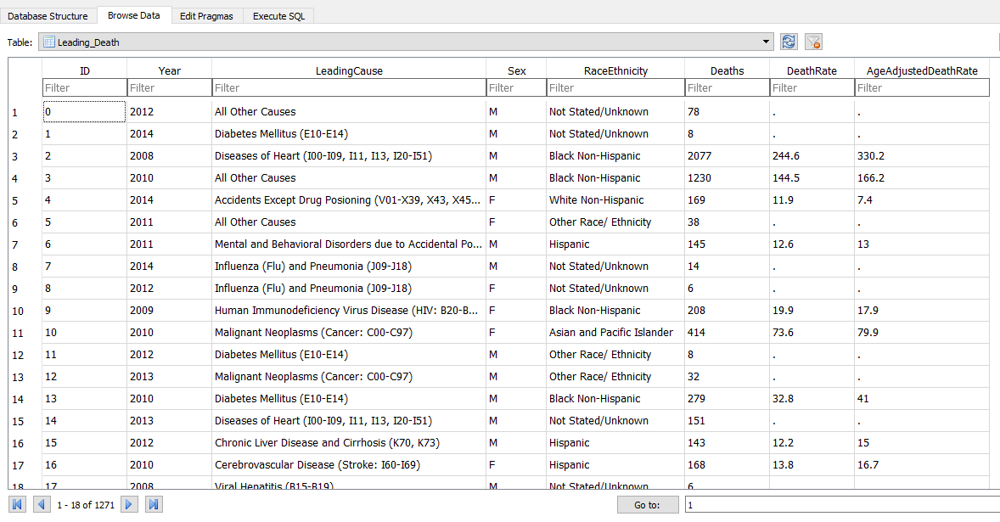 Database Structure Browse Data Edit Pragmas Execute SQL
Table: Leading_Death
ID Year LeadingCause Sex RaceEthnicity Deaths DeathRate AgeAdjustedDeathRate
Filter Filter Filter Filter Filter Filter Filter Filter
1 0 2012 All Other Causes M Not Stated/Unknown 78 . .
2 1 2014 Diabetes Mellitus (E10-E14) M Not Stated/Unknown 8 . .
3 2 2008 Diseases of Heart (I00-I09, I11, I13, I20-I51) M Black Non-Hispanic 2077 244.6 330.2
4 3 2010 All Other Causes M Black Non-Hispanic 1230 144.5 166.2
5 4 2014 Accidents Except Drug Posioning (V01-X39, X43, X45... F White Non-Hispanic 169 11.9 7.4
6 5 2011 All Other Causes F Other Race/ Ethnicity 38 . .
7 6 2011 Mental and Behavioral Disorders due to Accidental Po... M Hispanic 145 12.6 13
8 7 2014 Influenza (Flu) and Pneumonia (J09-J18) M Not Stated/Unknown 14 . .
9 8 2012 Influenza (Flu) and Pneumonia (J09-J18) F Not Stated/Unknown 6 . .
10 9 2009 Human Immunodeficiency Virus Disease (HIV: B20-B... F Black Non-Hispanic 208 19.9 17.9
11 10 2010 Malignant Neoplasms (Cancer: C00-C97) F Asian and Pacific Islander 414 73.6 79.9
12 11 2012 Diabetes Mellitus (E10-E14) M Other Race/ Ethnicity 8 . .
13 12 2013 Malignant Neoplasms (Cancer: C00-C97) M Other Race/ Ethnicity 32 . .
14 13 2010 Diabetes Mellitus (E10-E14) M Black Non-Hispanic 279 32.8 41
15 14 2013 Diseases of Heart (I00-I09, I11, I13, I20-I51) M Not Stated/Unknown 151 . .
16 15 2012 Chronic Liver Disease and Cirrhosis (K70, K73) M Hispanic 143 12.2 15
17 16 2010 Cerebrovascular Disease (Stroke: I60-I69) F Hispanic 168 13.8 16.7
18 17 2008 Viral Hepatitis (B15-B19) M Not Stated/Unknown 6
1 - 18 of 1271 Go to: 1